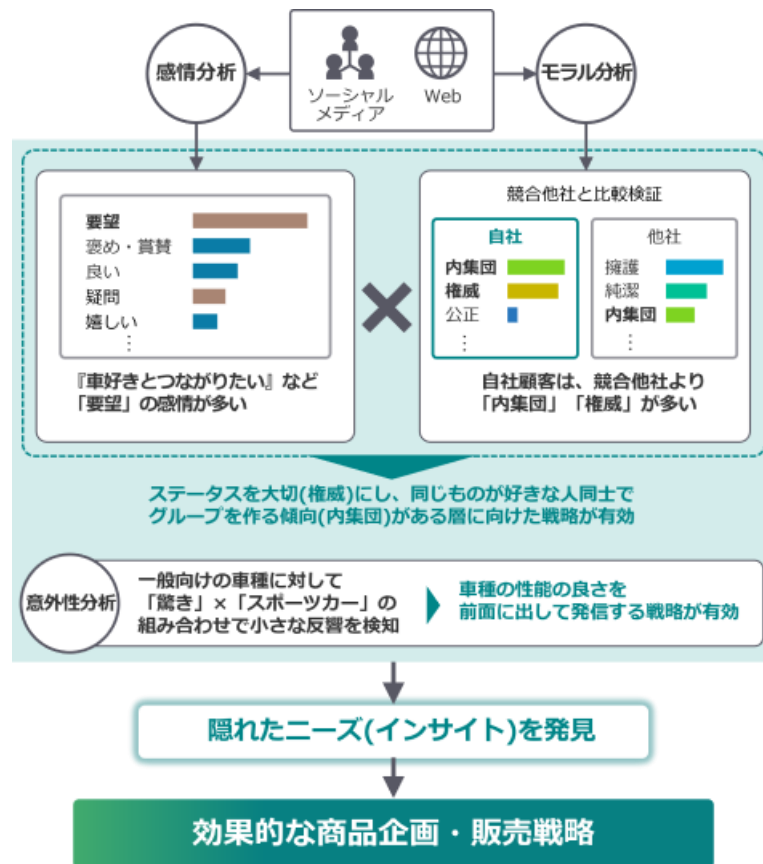 感情分析
ソーシャル
メディア
Web
モラル分析
要望
褒め・賞賛
良い
疑問
嬉しい
⋮
『車好きとつながりたい』など
「要望」の感情が多い
×
競合他社と比較検証
自社
内集団
権威
公正
⋮
他社
擁護
純潔
内集団
⋮
自社顧客は、競合他社より
「内集団」「権威」が多い
ステータスを大切(権威)にし、同じものが好きな人同士で
グループを作る傾向(内集団)がある層に向けた戦略が有効
意外性分析
一般向けの車種に対して
「驚き」×「スポーツカー」の
組み合わせで小さな反響を検知
車種の性能の良さを
前面に出して発信する戦略が有効
隠れたニーズ(インサイト)を発見
効果的な商品企画・販売戦略